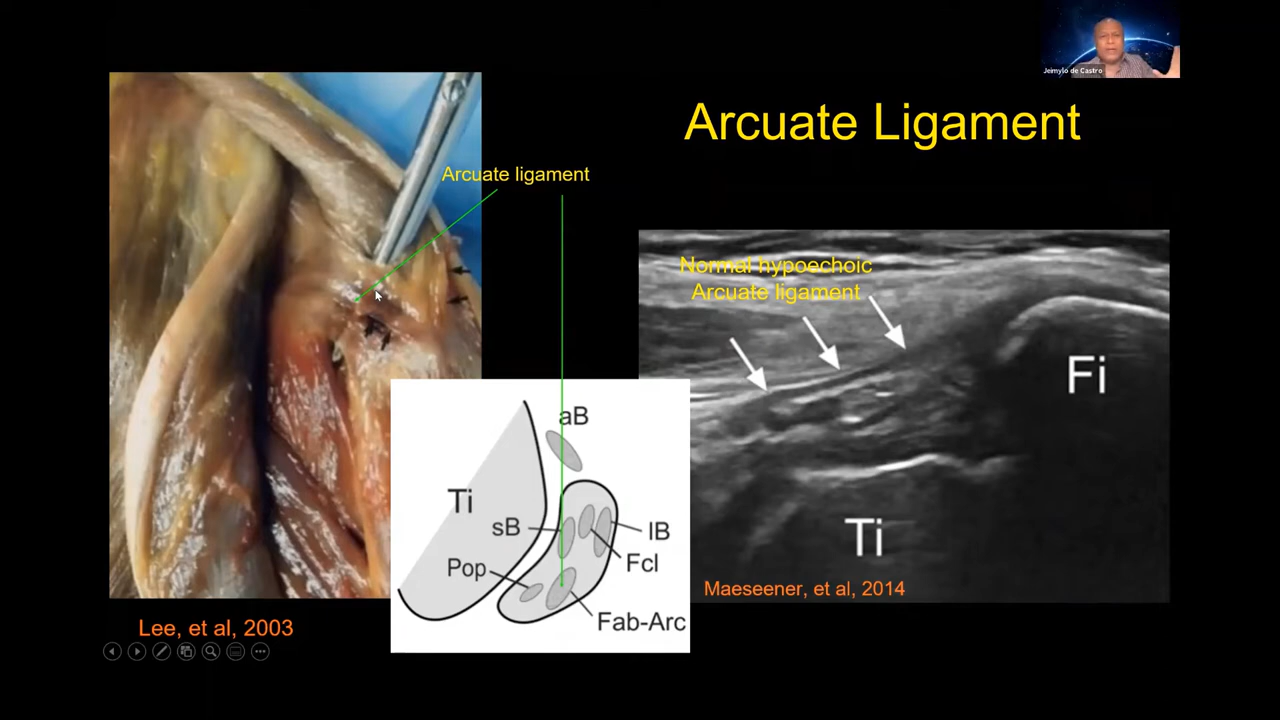 Jeimylo de Castro
Arcuate Ligament
Arcuate ligament
Normal hypoechoic
Arcuate ligament
Fi
Ti
Maeseener, et al, 2014
aB
Ti
sB
lB
Fcl
Pop
Fab-Arc
Lee, et al, 2003